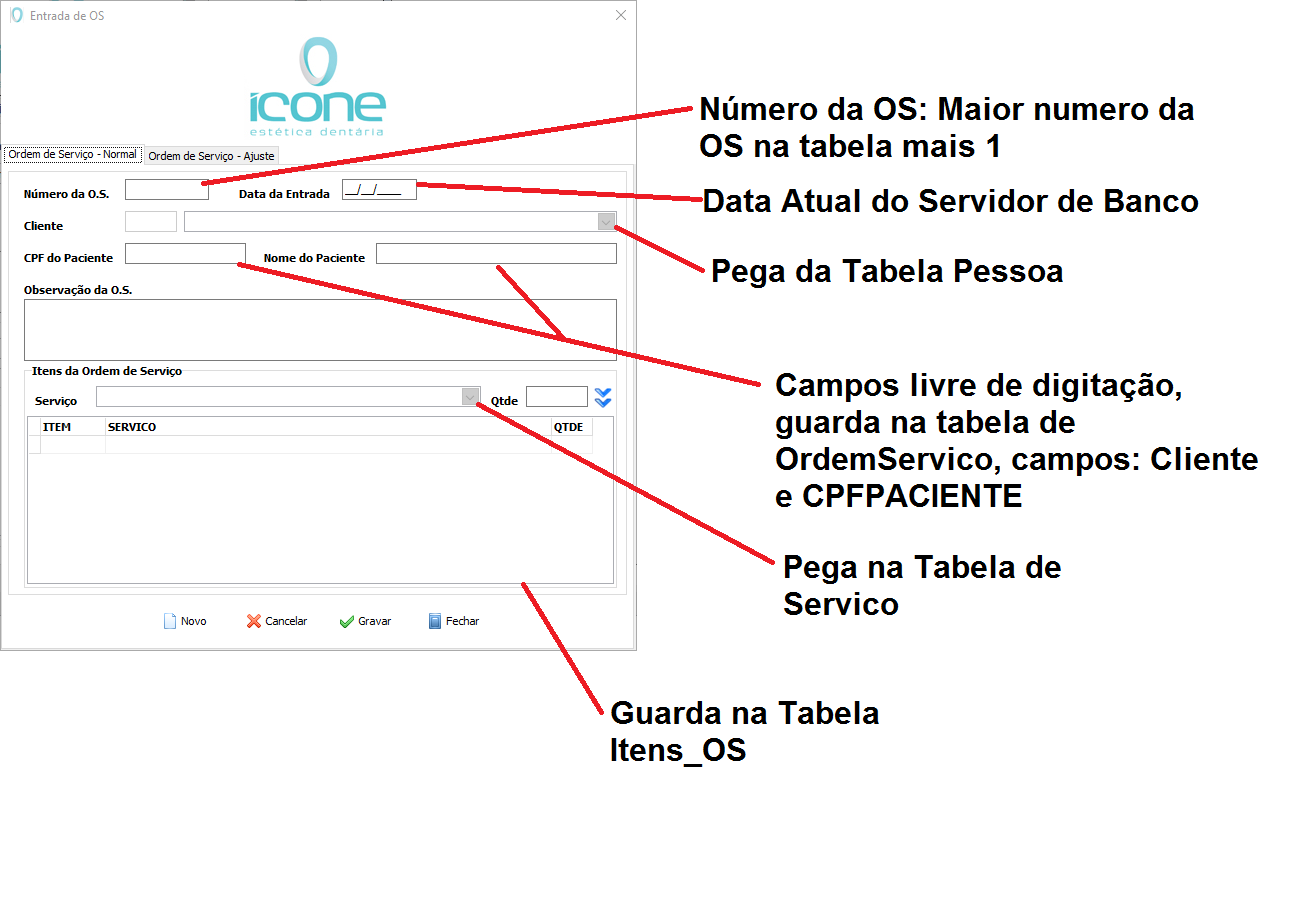 Entrada de OS
ícone
estética dentária
Ordem de Serviço - Normal
Ordem de Serviço - Ajuste
Número da O.S.
Data da Entrada
__/__/____
Cliente
CPF do Paciente
Nome do Paciente
Observação da O.S.
Itens da Ordem de Serviço
Serviço
Qtde
ITEM
SERVICO
QTDE
Novo
Cancelar
Gravar
Fechar
Número da OS: Maior numero da
OS na tabela mais 1
Data Atual do Servidor de Banco
Pega da Tabela Pessoa
Campos livre de digitação,
guarda na tabela de
OrdemServico, campos: Cliente
e CPFPACIENTE
Pega na Tabela de
Servico
Guarda na Tabela
Itens_OS